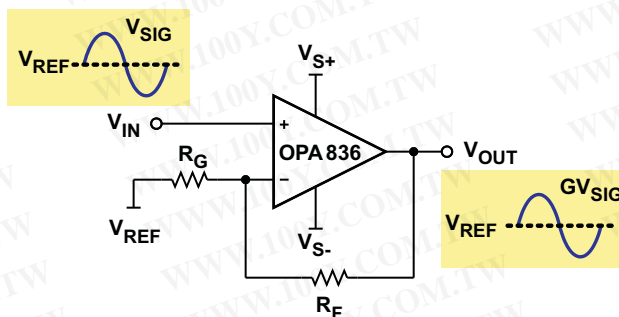 VSIG
VREF
VS+
VIN
+
OPA836
RG
−
VOUT
VREF
VS-
GVSIG
VREF
RF
WWW.100Y.COM.TW